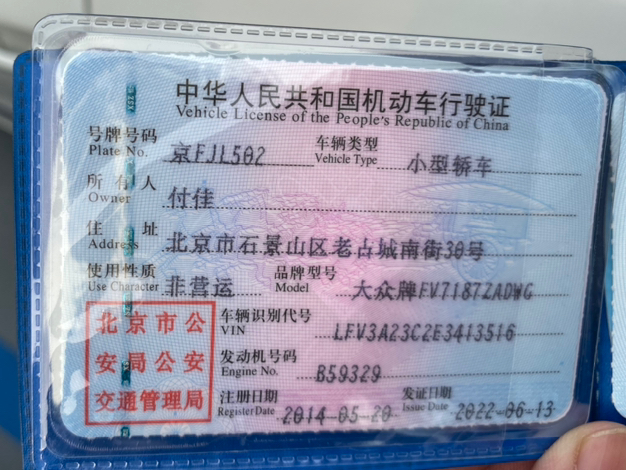 中华人民共和国机动车行驶证
Vehicle License of the People's Republic of China
号牌号码 京FJL502 车辆类型 小型轿车
Plate No. Vehicle Type
所有人 付佳
Owner
住址 北京市石景山区老古城南街30号
Address
使用性质 非营运 品牌型号 大众牌FV7187ZADWG
Use Character Model
北京市公安局公安交通管理局
车辆识别代号 LFV3A23C2E3413516
VIN
发动机号码 B59329
Engine No.
注册日期 2014-05-20 发证日期 2022-06-13
Register Date Issue Date